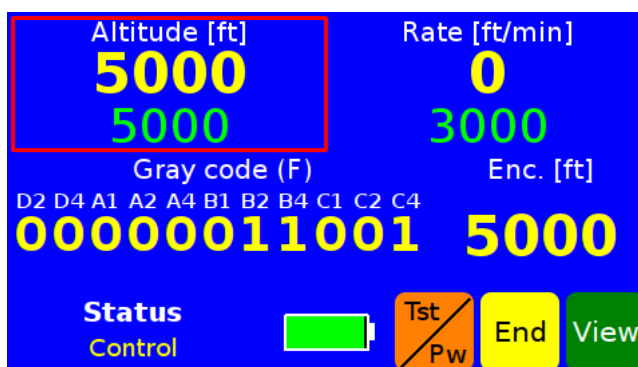 Altitude [ft] Rate [ft/min]
5000 0
5000 3000
Gray code (F) Enc. [ft]
D2 D4 A1 A2 A4 B1 B2 B4 C1 C2 C4
00000011001 5000
Status
Control
Tst
Pw
End
View